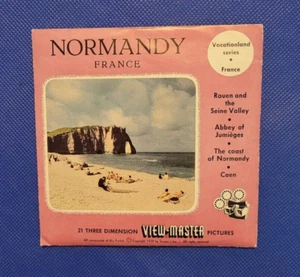 NORMANDY
FRANCE
Vacationland
series
•
France
Rouen and
the
Seine Valley
•
Abbey of
Jumièges
•
The coast
of Normandy
•
Caen
21 THREE DIMENSION VIEW-MASTER PICTURES